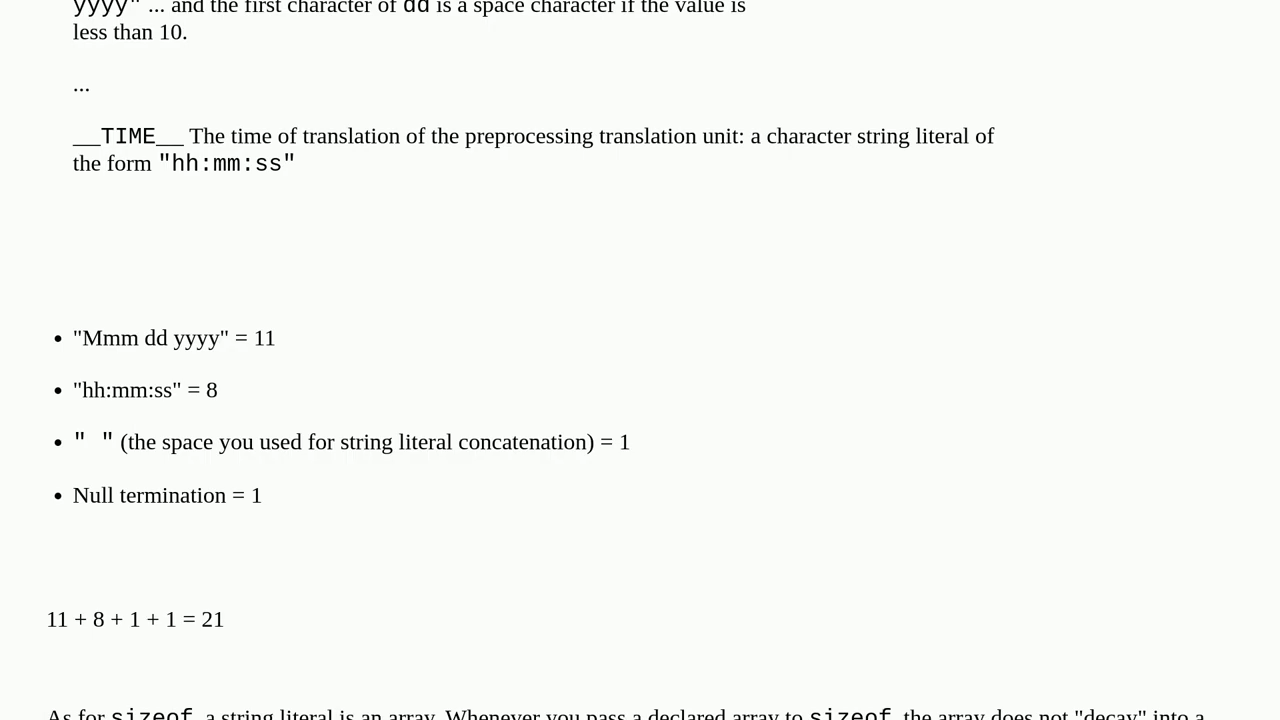 yyyy" ... and the first character of dd is a space character if the value is
less than 10.
...
__TIME__ The time of translation of the preprocessing translation unit: a character string literal of
the form "hh:mm:ss"
• "Mmm dd yyyy" = 11
• "hh:mm:ss" = 8
• " " (the space you used for string literal concatenation) = 1
• Null termination = 1
11 + 8 + 1 + 1 = 21
As for sizeof, a string literal is an array. Whenever you pass a declared array to sizeof, the array does not "decay" into a